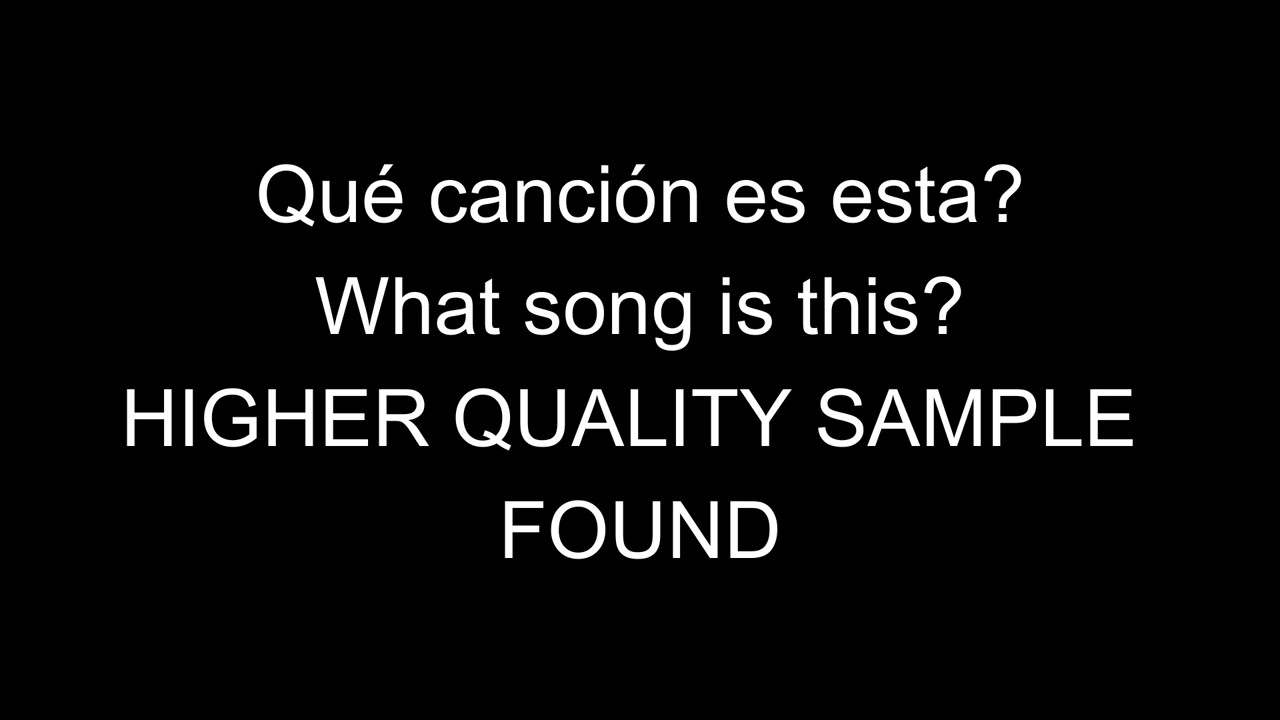 Qué canción es esta?
What song is this?
HIGHER QUALITY SAMPLE
FOUND